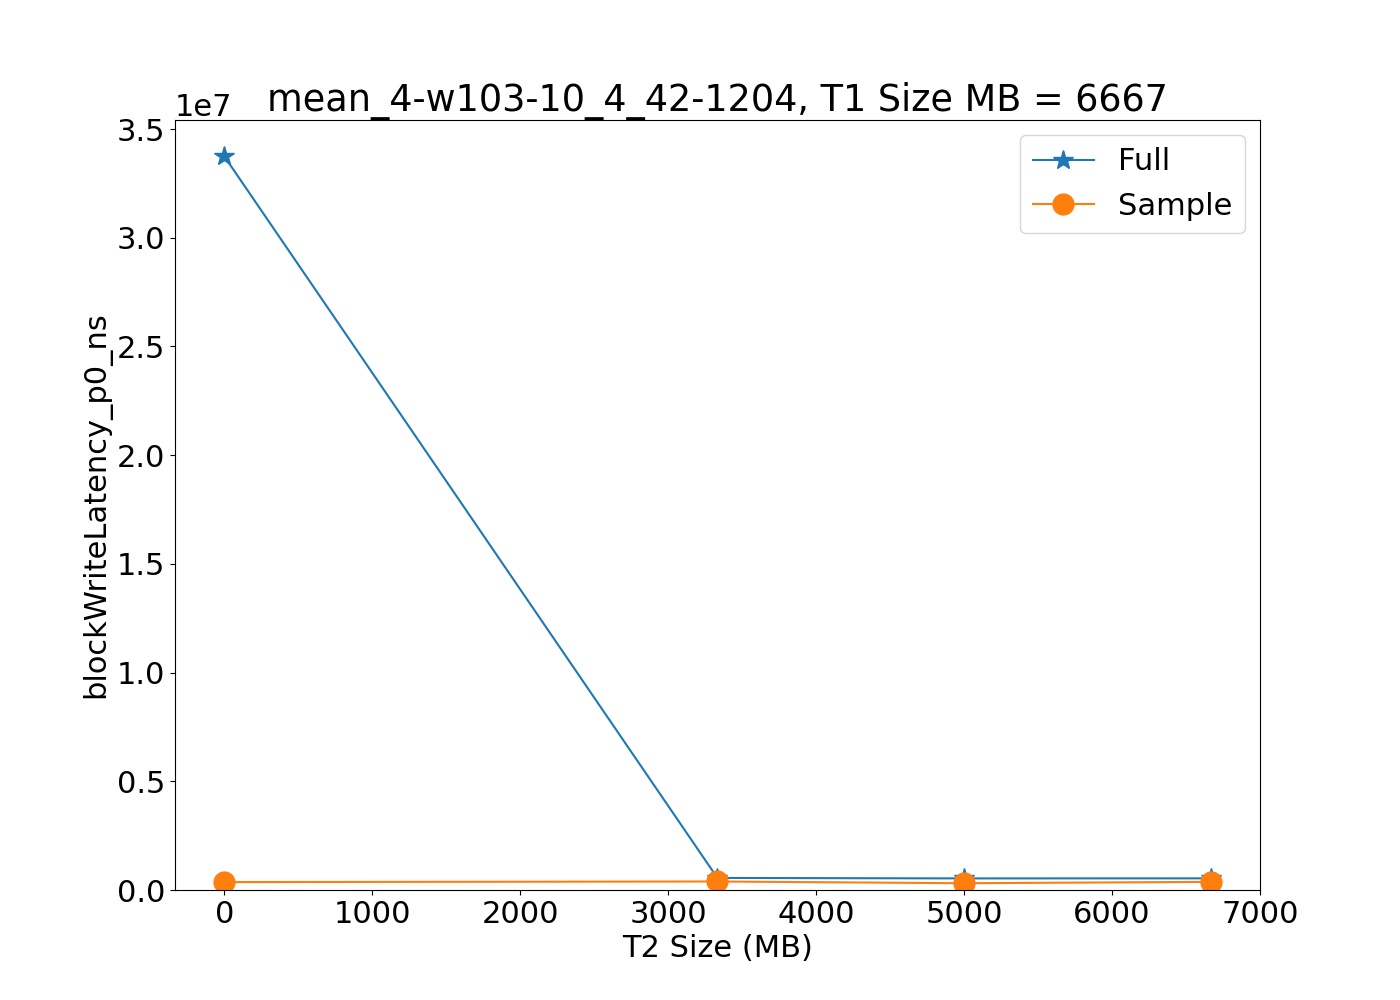 mean_4-w103-10_4_42-1204, T1 Size MB = 6667
1e7
3.5
3.0
2.5
2.0
1.5
1.0
0.5
0.0
blockWriteLatency_p0_ns
Full
Sample
0 1000 2000 3000 4000 5000 6000 7000
T2 Size (MB)